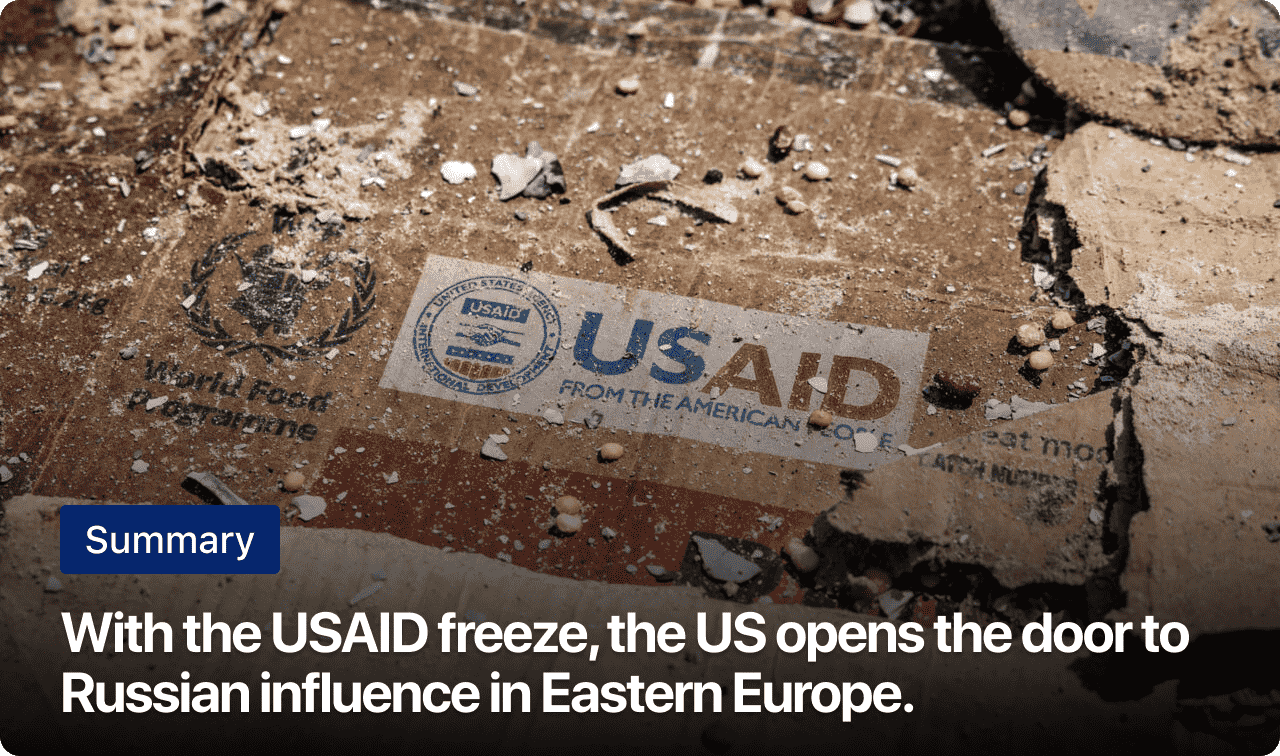 World Food
Programme
UNITED STATES AGENCY
USAID
INTERNATIONAL DEVELOPMENT
USAID
FROM THE AMERICAN PEOPLE
Summary
With the USAID freeze, the US opens the door to
Russian influence in Eastern Europe.